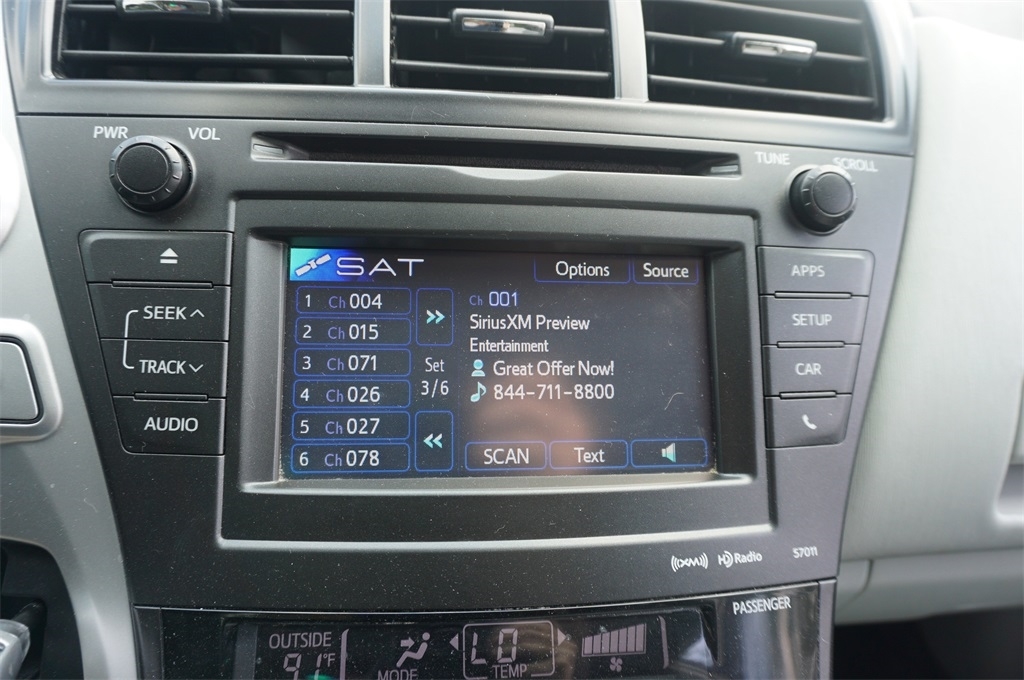 PWR VOL
TUNE SCROLL
SAT Options Source
1 Ch 004
2 Ch 015
3 Ch 071
4 Ch 026
5 Ch 027
6 Ch 078
>>
Set
3/6
<<
Ch 001
SiriusXM Preview
Entertainment
Great Offer Now!
844-711-8800
SCAN Text
SEEK
TRACK
AUDIO
APPS
SETUP
CAR
((XM)) HD Radio 57011
PASSENGER
OUTSIDE
91°F
MODE
LO
TEMP